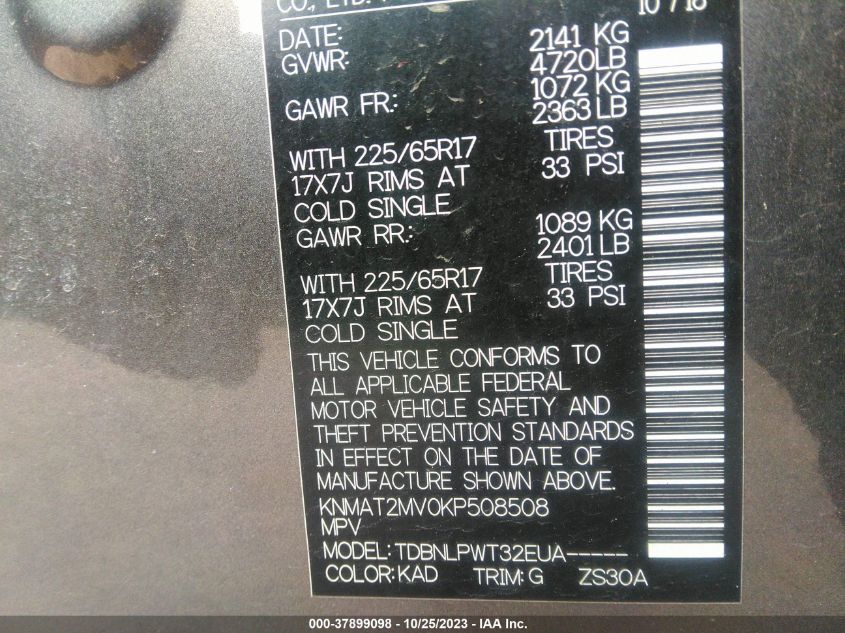 CO., LTD.
10 / 18
DATE:
GVWR: 2141 KG
4720LB
GAWR FR: 1072 KG
2363 LB
WITH 225/65R17 TIRES
17X7J RIMS AT 33 PSI
COLD SINGLE
GAWR RR: 1089 KG
2401 LB
WITH 225/65R17 TIRES
17X7J RIMS AT 33 PSI
COLD SINGLE
THIS VEHICLE CONFORMS TO
ALL APPLICABLE FEDERAL
MOTOR VEHICLE SAFETY AND
THEFT PREVENTION STANDARDS
IN EFFECT ON THE DATE OF
MANUFACTURE SHOWN ABOVE.
KNMAT2MV0KP508508
MPV
MODEL: TDBNLPWT32EUA-----
COLOR: KAD TRIM: G ZS30A
000-37899098 - 10/25/2023 - IAA Inc.